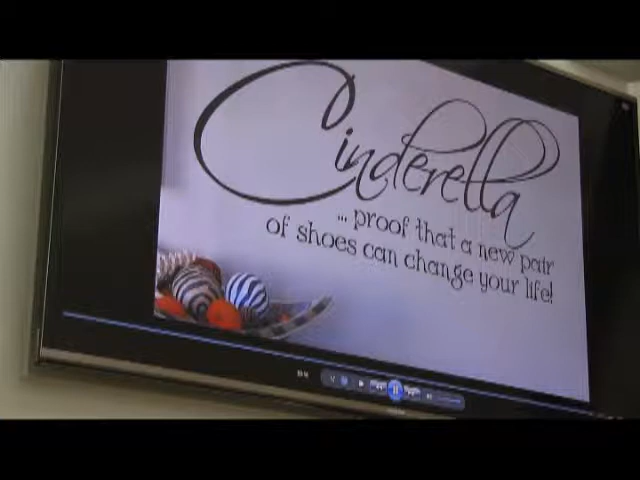 Cinderella
... proof that a new pair
of shoes can change your life!